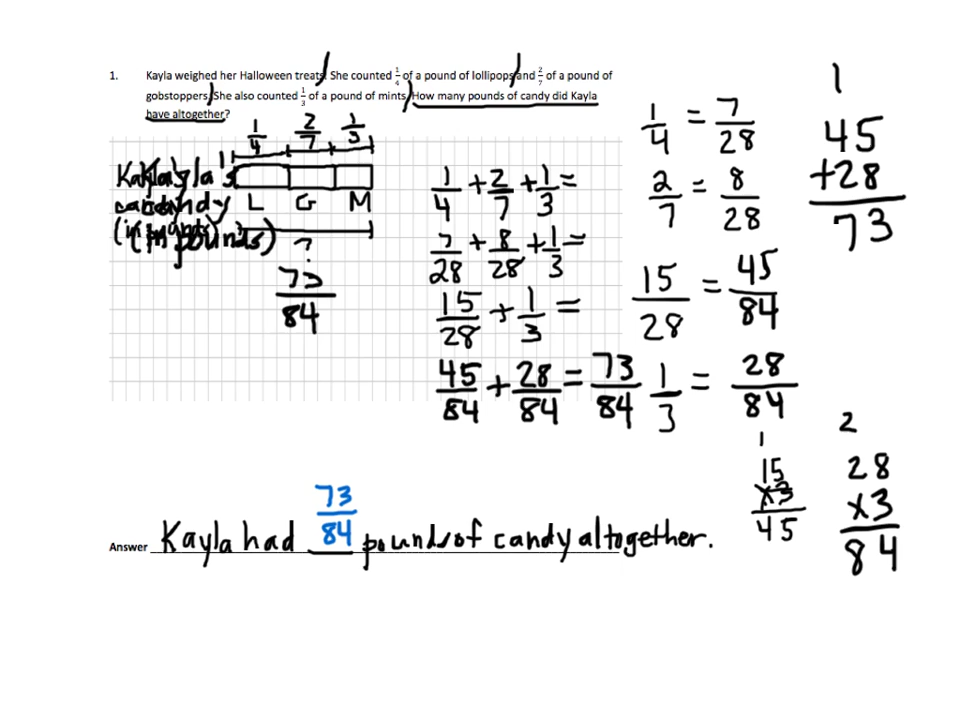 1. Kayla weighed her Halloween treats. She counted 1/4 of a pound of lollipops and 2/7 of a pound of
gobstoppers. She also counted 1/3 of a pound of mints. How many pounds of candy did Kayla
have altogether?
1/4 2/7 1/3
Kayla's
candy L G M
(in pounds)
?
73/84
1/4 + 2/7 + 1/3 =
7/28 + 8/28 + 1/3 =
15/28 + 1/3 =
45/84 + 28/84 = 73/84
1/4 = 7/28
2/7 = 8/28
15/28 = 45/84
1/3 = 28/84
1
45
+28
73
1
15
x3
45
2
28
x3
84
Answer Kayla had 73/84 pounds of candy altogether.